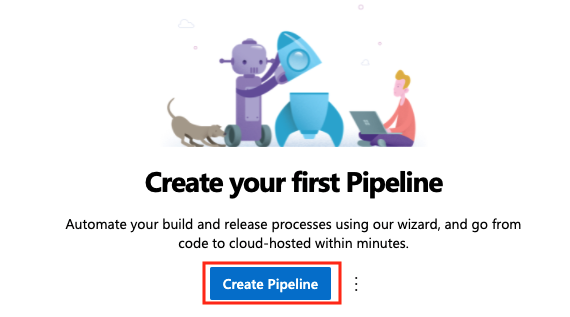 Create your first Pipeline
Automate your build and release processes using our wizard, and go from
code to cloud-hosted within minutes.
Create Pipeline